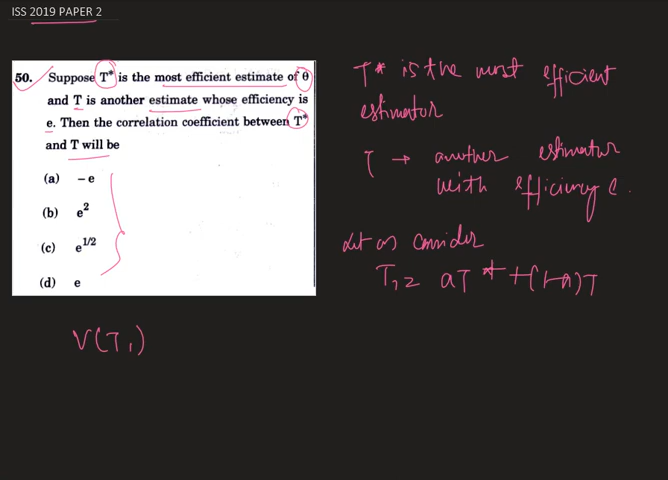 ISS 2019 PAPER 2
50. Suppose T* is the most efficient estimate of θ
and T is another estimate whose efficiency is
e. Then the correlation coefficient between T*
and T will be
(a) – e
(b) e²
(c) e^1/2
(d) e
T* is the most efficient
estimator
T → another estimator
with efficiency e.
Let us consider
T₁ = aT* + (1-a)T
V(T₁)